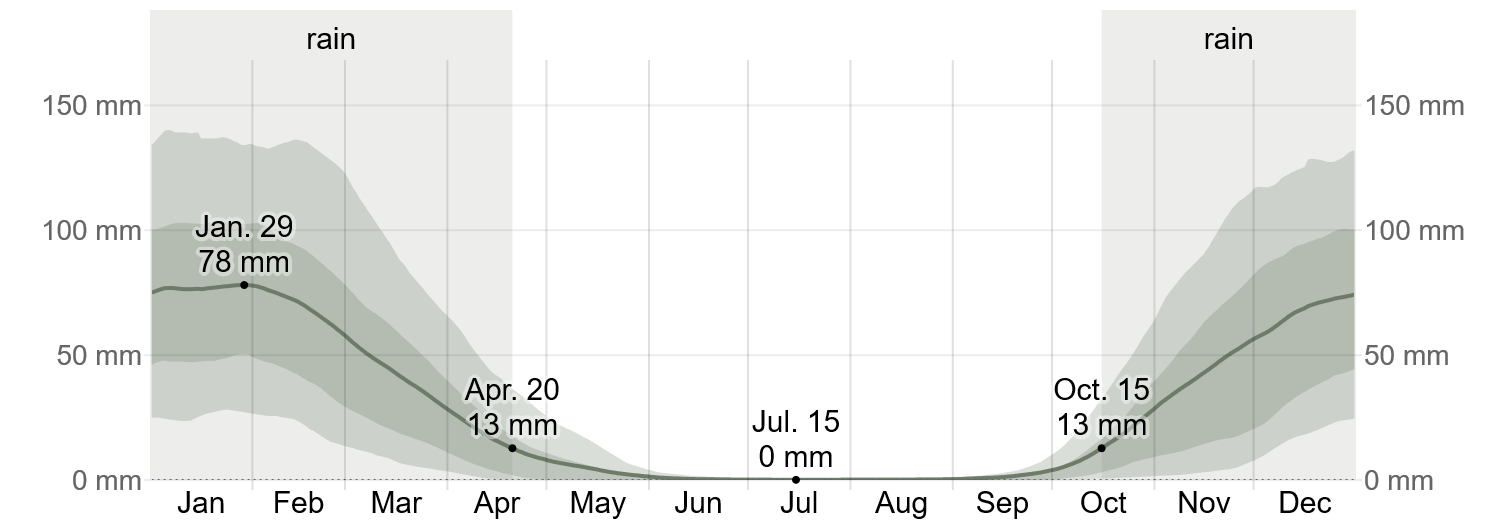 rain rain
150 mm 150 mm
100 mm Jan. 29 100 mm
78 mm
50 mm 50 mm
Apr. 20 Oct. 15
13 mm Jul. 15 13 mm
0 mm
0 mm 0 mm
Jan Feb Mar Apr May Jun Jul Aug Sep Oct Nov Dec